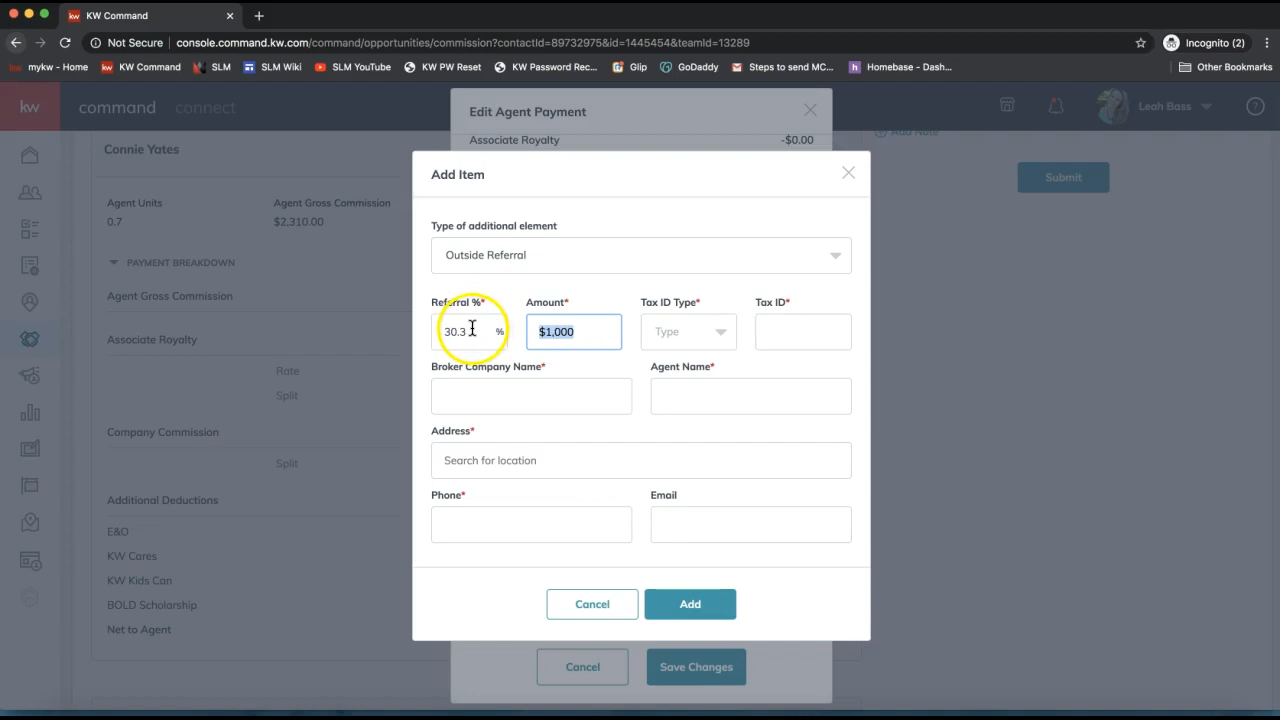 KW Command
Not Secure console.command.kw.com/command/opportunities/commission?contactId=89732975&id=1445454&teamId=13289 Incognito (2)
mykw - Home KW Command SLM SLM Wiki SLM YouTube KW PW Reset KW Password Rec... Glip GoDaddy Steps to send MC... Homebase - Dash... Other Bookmarks
kw command connect Leah Bass
Edit Agent Payment
Associate Royalty -$0.00
Add Note
Submit
Connie Yates
Agent Units Agent Gross Commission
0.7 $2,310.00
PAYMENT BREAKDOWN
Agent Gross Commission
Associate Royalty
Rate
Split
Company Commission
Split
Additional Deductions
E&O
KW Cares
KW Kids Can
BOLD Scholarship
Net to Agent
Add Item
Type of additional element
Outside Referral
Referral %* Amount* Tax ID Type* Tax ID*
30.3 % $1,000 Type
Broker Company Name* Agent Name*
Address*
Search for location
Phone* Email
Cancel Add
Cancel Save Changes